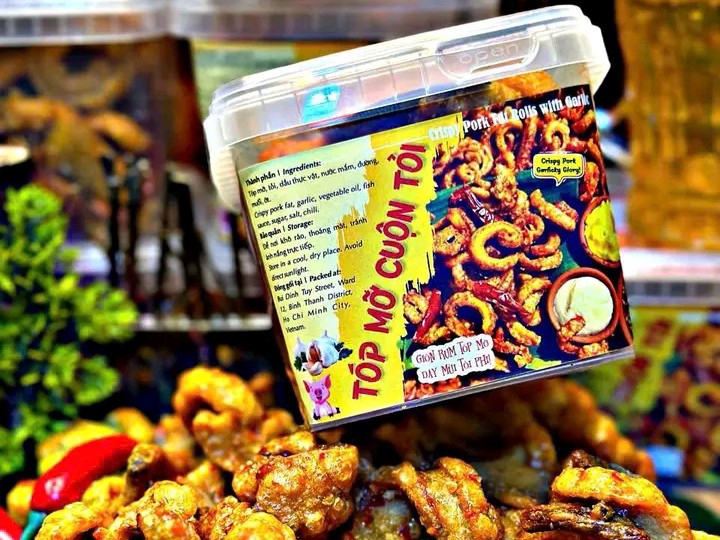 open
Crispy Pork Fat Rolls with Garlic
Thành phần | Ingredients:
Tóp mỡ, tỏi, dầu thực vật, nước mắm, đường,
muối, ớt.
Crispy pork fat, garlic, vegetable oil, fish
sauce, sugar, salt, chili.
Bảo quản | Storage:
Để nơi khô ráo, thoáng mát, tránh
ánh nắng trực tiếp.
Store in a cool, dry place. Avoid
direct sunlight.
Đóng gói tại | Packed at:
Bui Dinh Tuy Street, Ward
12, Binh Thanh District,
Ho Chi Minh City,
Vietnam.
TÓP MỠ CUỘN TỎI
Crispy Pork
Garlicky Glory!
GIÒN RỤM TÓP MỠ
DẬY MÙI TỎI PHI!